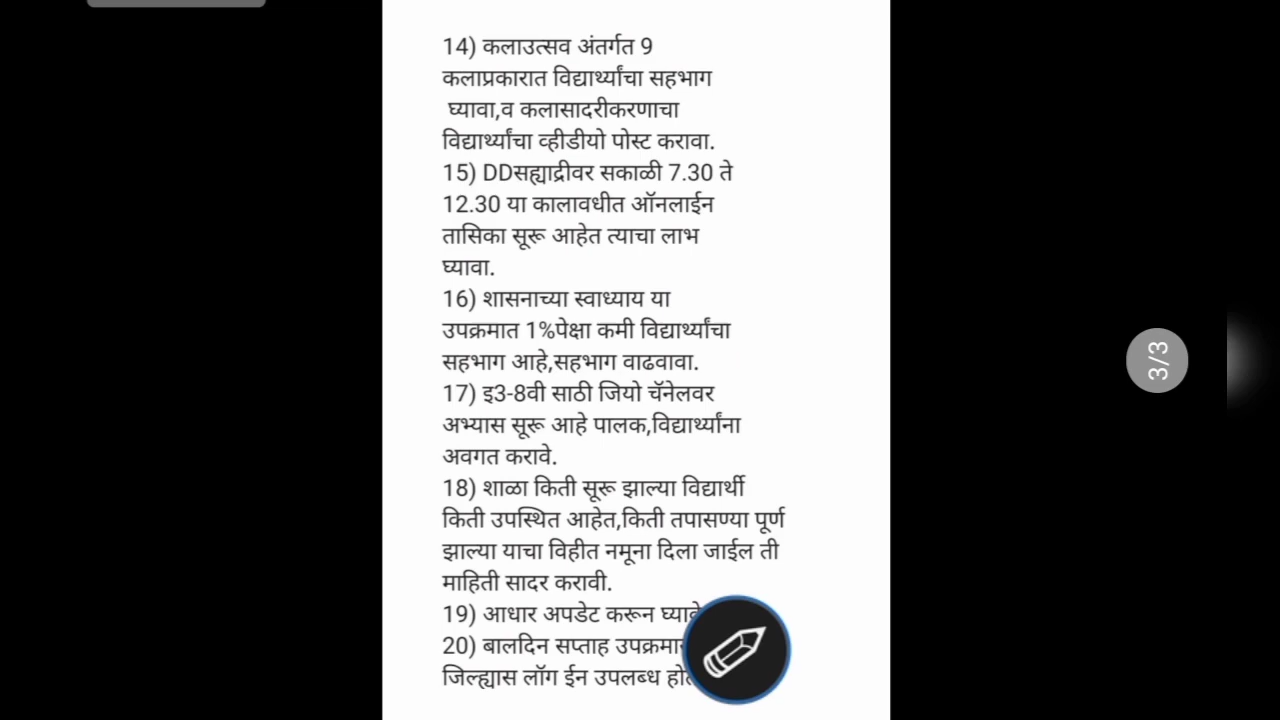 14) कलाउत्सव अंतर्गत 9
कलाप्रकारात विद्यार्थ्यांचा सहभाग
घ्यावा,व कलासादरीकरणाचा
विद्यार्थ्यांचा व्हीडीयो पोस्ट करावा.
15) DDसह्याद्रीवर सकाळी 7.30 ते
12.30 या कालावधीत ऑनलाईन
तासिका सूरू आहेत त्याचा लाभ
घ्यावा.
16) शासनाच्या स्वाध्याय या
उपक्रमात 1%पेक्षा कमी विद्यार्थ्यांचा
सहभाग आहे,सहभाग वाढवावा.
17) इ3-8वी साठी जियो चॅनेलवर
अभ्यास सूरू आहे पालक,विद्यार्थ्यांना
अवगत करावे.
18) शाळा किती सूरू झाल्या विद्यार्थी
किती उपस्थित आहेत,किती तपासण्या पूर्ण
झाल्या याचा विहीत नमूना दिला जाईल ती
माहिती सादर करावी.
19) आधार अपडेट करून
20) बालदिन सप्ताह
जिल्ह्यास लॉग ईन उपलब्ध
3/3